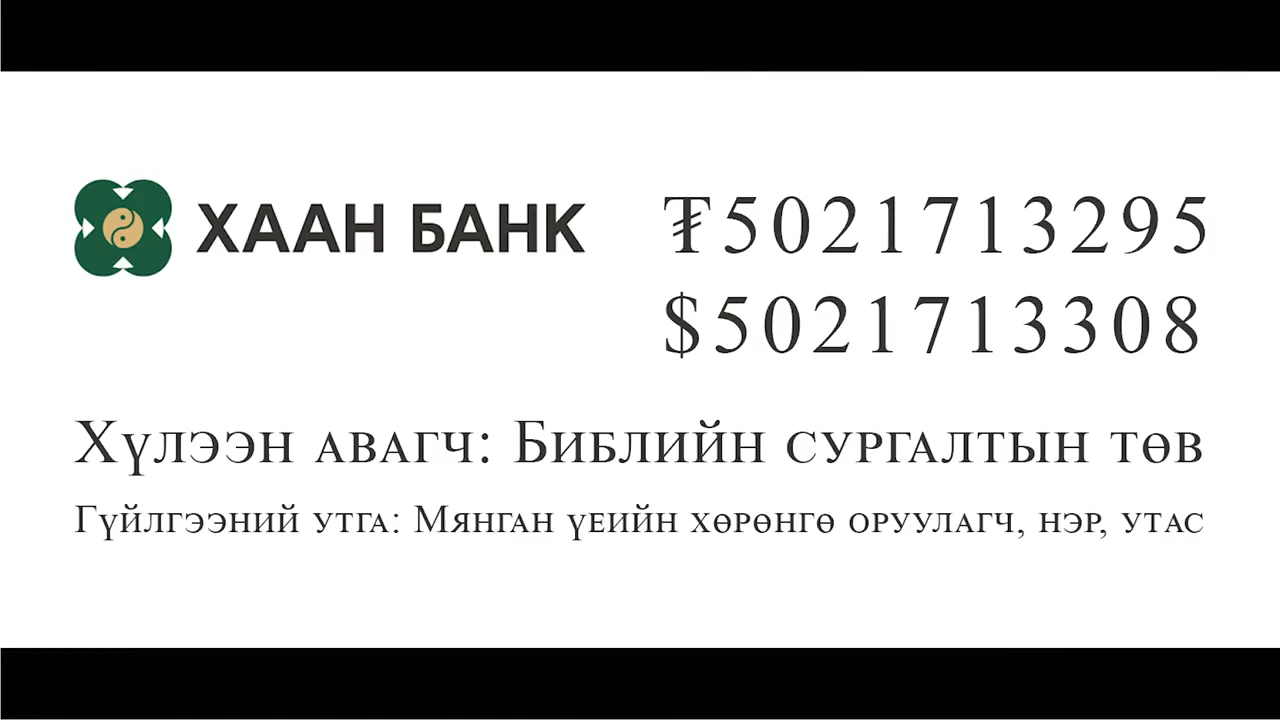 ХААН БАНК ₮5021713295
$5021713308
Хүлээн авагч: Библийн сургалтын төв
Гүйлгээний утга: Мянган үеийн хөрөнгө оруулагч, нэр, утас